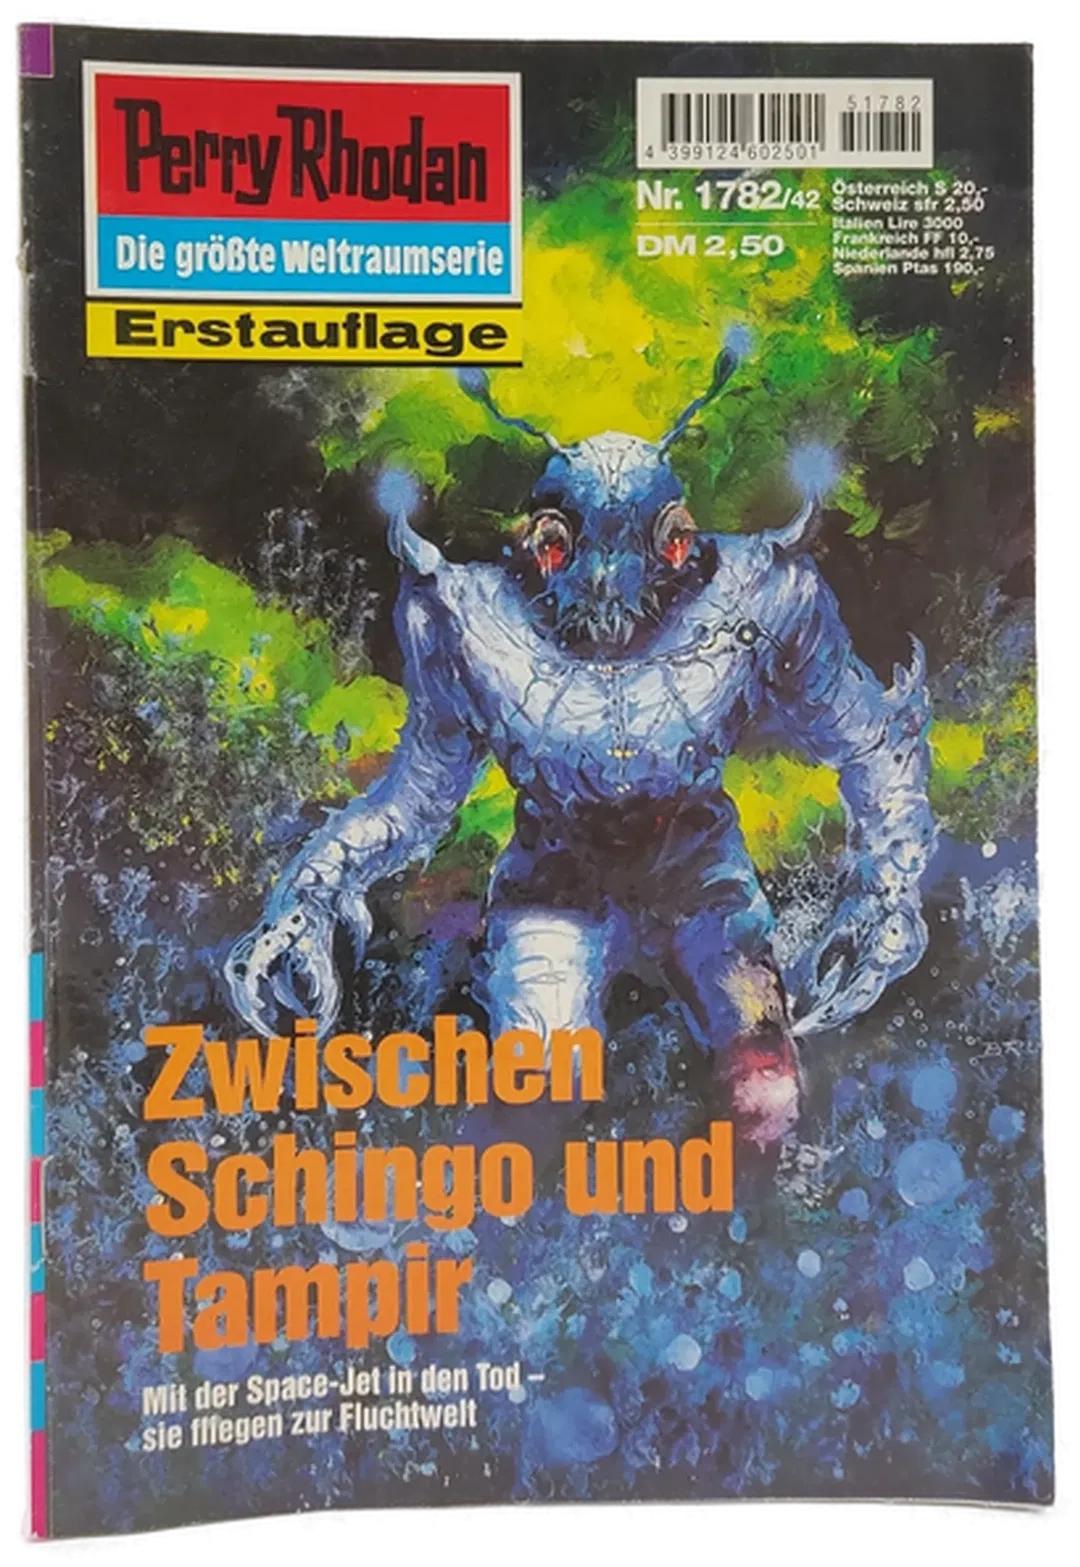 Perry Rhodan
Die größte Weltraumserie
Erstauflage
51782
4 399124 602501
Nr. 1782/42
DM 2,50
Österreich S 20,-
Schweiz sfr 2,50
Italien Lire 3000
Frankreich FF 10,-
Niederlande hfl 2,75
Spanien Ptas 190,-
Zwischen
Schingo und
Tampir
Mit der Space-Jet in den Tod –
sie fliegen zur Fluchtwelt